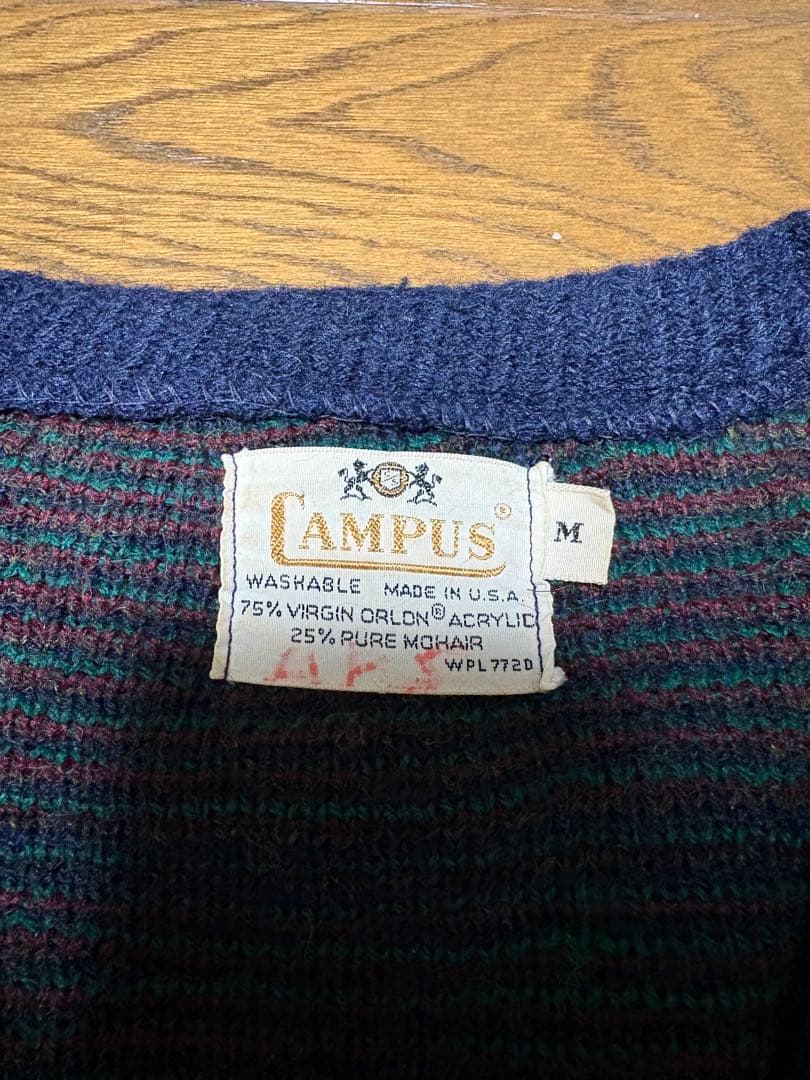 CAMPUS®
M
WASHABLE MADE IN U.S.A.
75% VIRGIN ORLON® ACRYLIC
25% PURE MOHAIR
WPL 7720